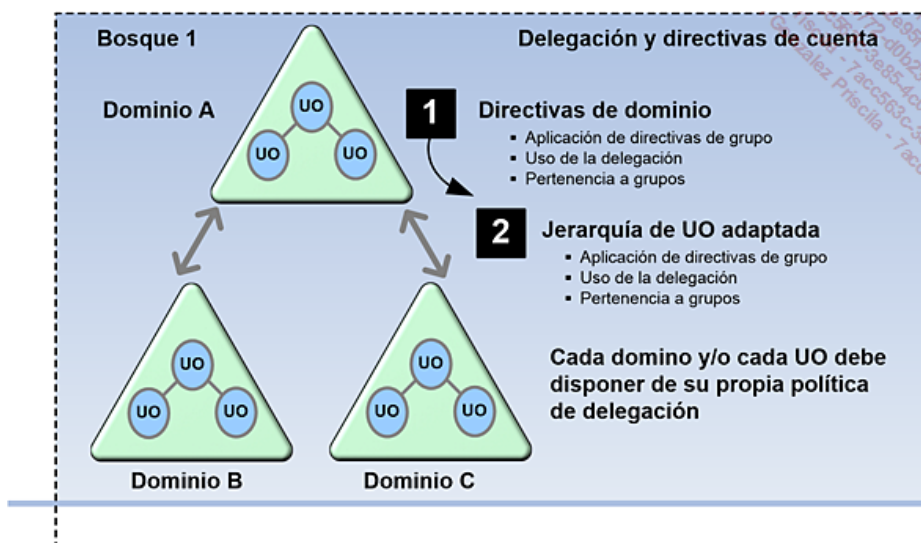 Bosque 1
Delegación y directivas de cuenta
Dominio A
UO
UO
UO
1
Directivas de dominio
▪ Aplicación de directivas de grupo
▪ Uso de la delegación
▪ Pertenencia a grupos
2
Jerarquía de UO adaptada
▪ Aplicación de directivas de grupo
▪ Uso de la delegación
▪ Pertenencia a grupos
UO
UO
UO
UO
UO
UO
Cada domino y/o cada UO debe
disponer de su propia política
de delegación
Dominio B
Dominio C
Gonzalez Priscila - 7acc